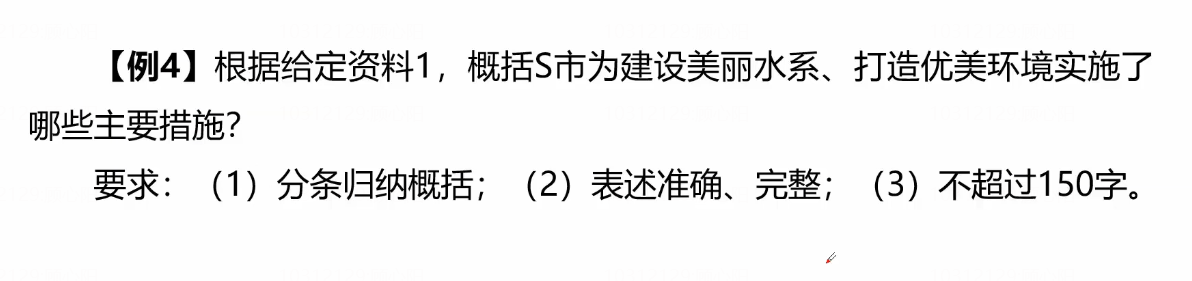 【例4】根据给定资料1，概括S市为建设美丽水系、打造优美环境实施了
哪些主要措施？
要求：（1）分条归纳概括；（2）表述准确、完整；（3）不超过150字。